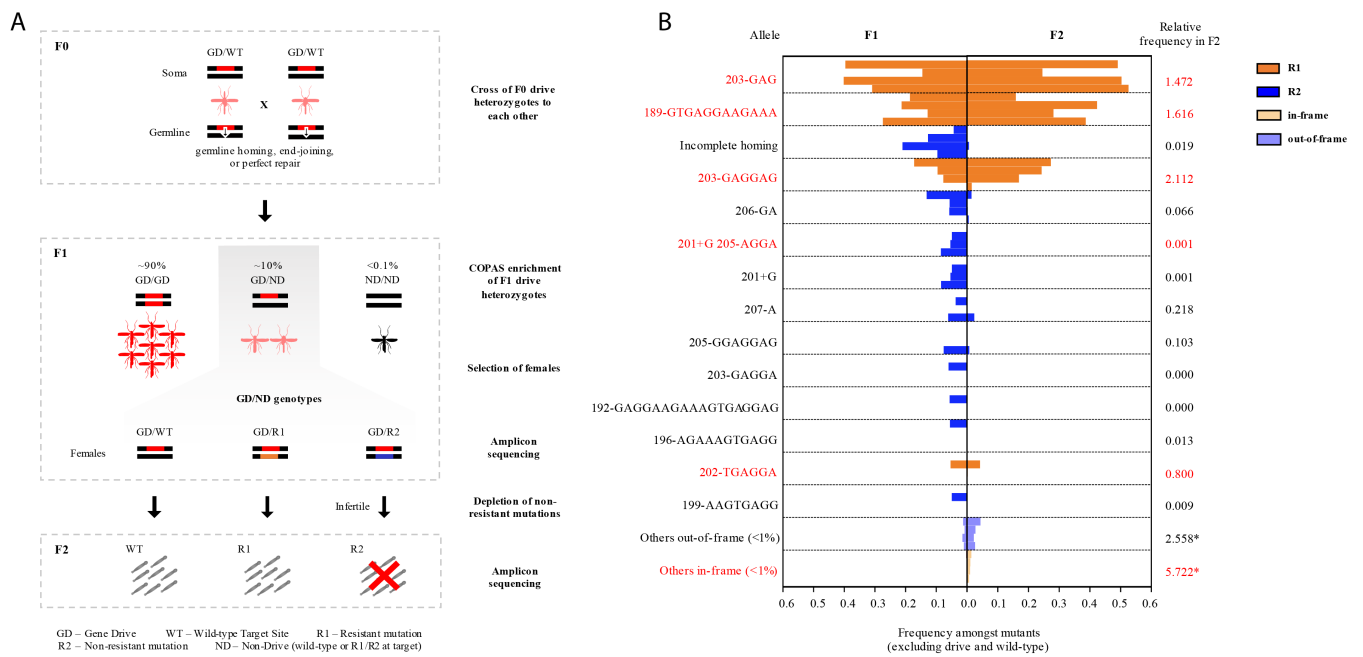 A
F0
GD/WT GD/WT
Soma
X
Germline
germline homing, end-joining,
or perfect repair
Cross of F0 drive
heterozygotes to
each other
F1
~90% ~10% <0.1%
GD/GD GD/ND ND/ND
COPAS enrichment
of F1 drive
heterozygotes
Selection of females
GD/ND genotypes
GD/WT GD/R1 GD/R2
Females
Amplicon
sequencing
Infertile
Depletion of non-
resistant mutations
F2
WT R1 R2
Amplicon
sequencing
GD – Gene Drive WT – Wild-type Target Site R1 – Resistant mutation
R2 – Non-resistant mutation ND – Non-Drive (wild-type or R1/R2 at target)
B
Allele F1 F2 Relative
frequency in F2
203-GAG 1.472
189-GTGAGGAAGAAA 1.616
Incomplete homing 0.019
203-GAGGAG 2.112
206-GA 0.066
201+G 205-AGGA 0.001
201+G 0.001
207-A 0.218
205-GGAGGAG 0.103
203-GAGGA 0.000
192-GAGGAAGAAAGTGAGGAG 0.000
196-AGAAAGTGAGG 0.013
202-TGAGGA 0.800
199-AAGTGAGG 0.009
Others out-of-frame (<1%) 2.558*
Others in-frame (<1%) 5.722*
0.6 0.5 0.4 0.3 0.2 0.1 0.0 0.1 0.2 0.3 0.4 0.5 0.6
Frequency amongst mutants
(excluding drive and wild-type)
R1
R2
in-frame
out-of-frame